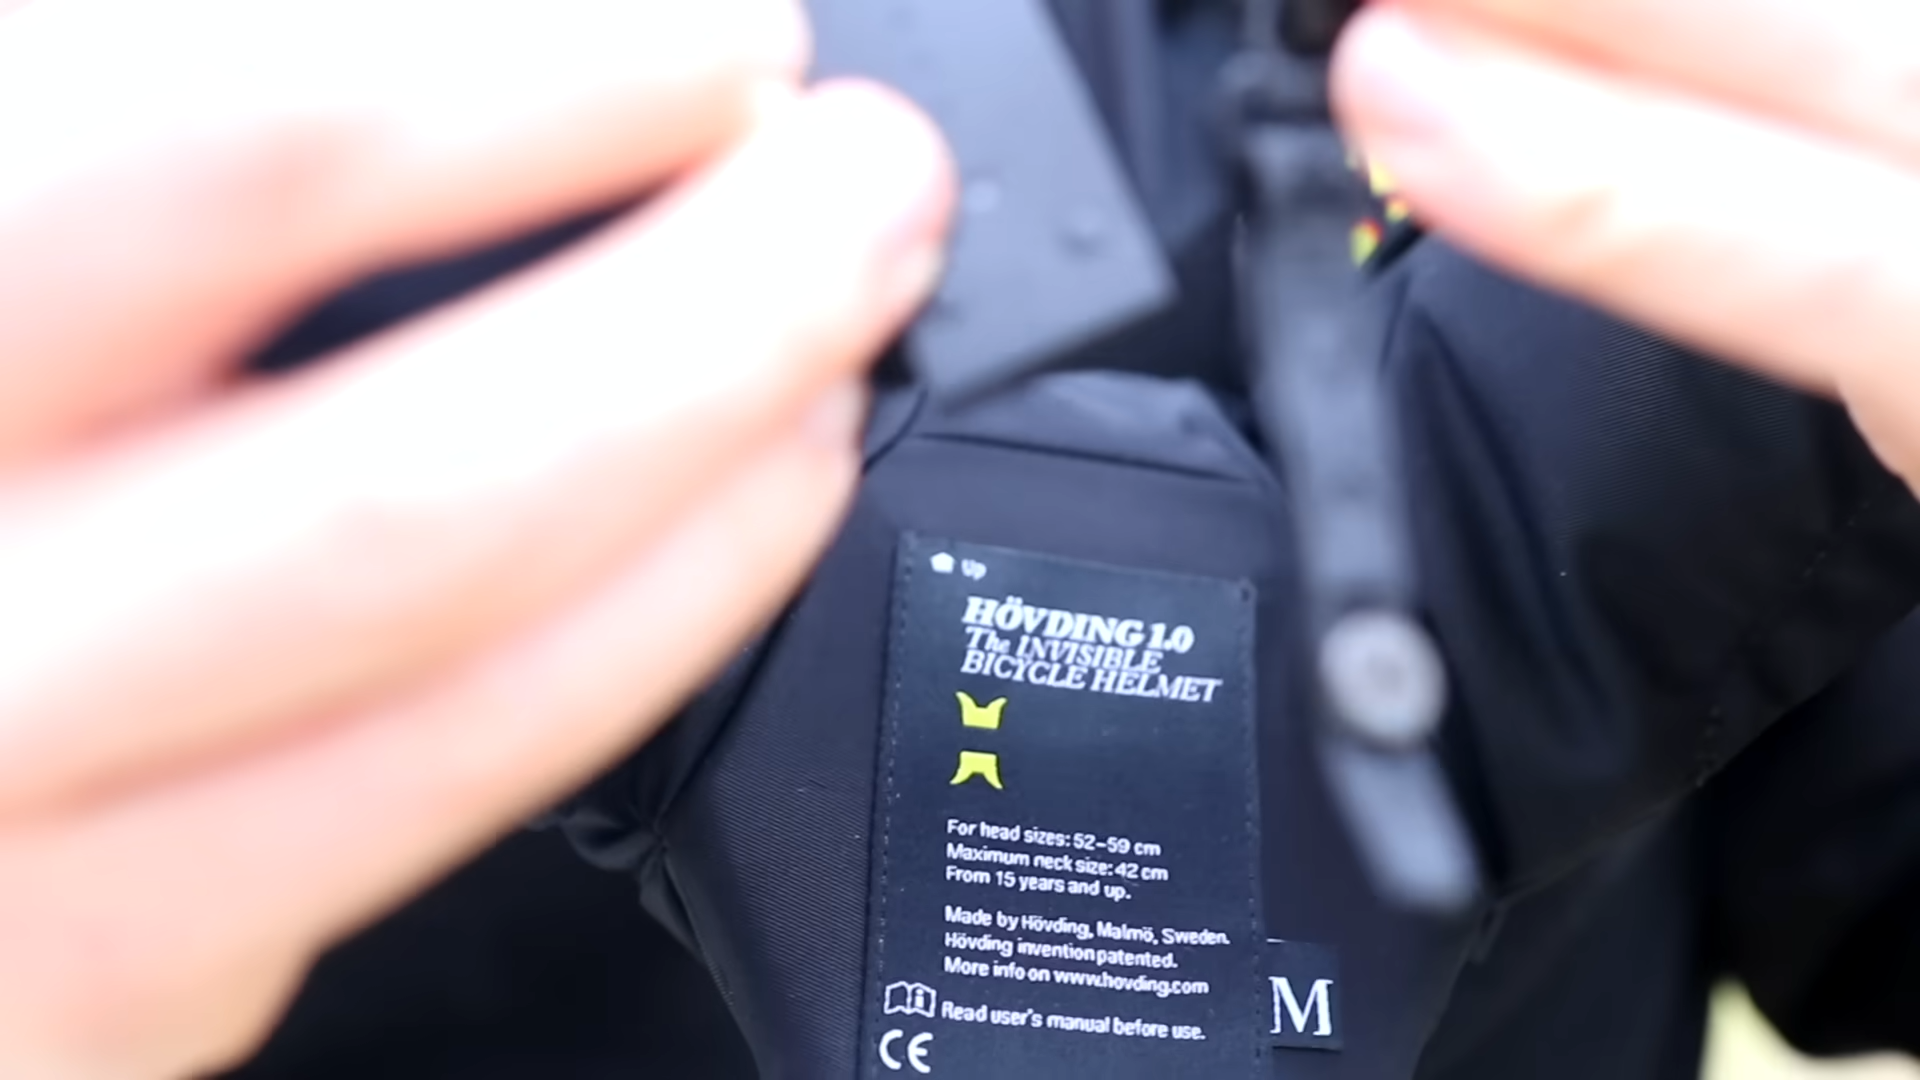 Up
HÖVDING 1.0
The INVISIBLE
BICYCLE HELMET
For head sizes: 52–59 cm
Maximum neck size: 42 cm
From 15 years and up.
Made by Hövding, Malmö, Sweden.
Hövding invention patented.
More info on www.hovding.com
Read user's manual before use.
CE
M